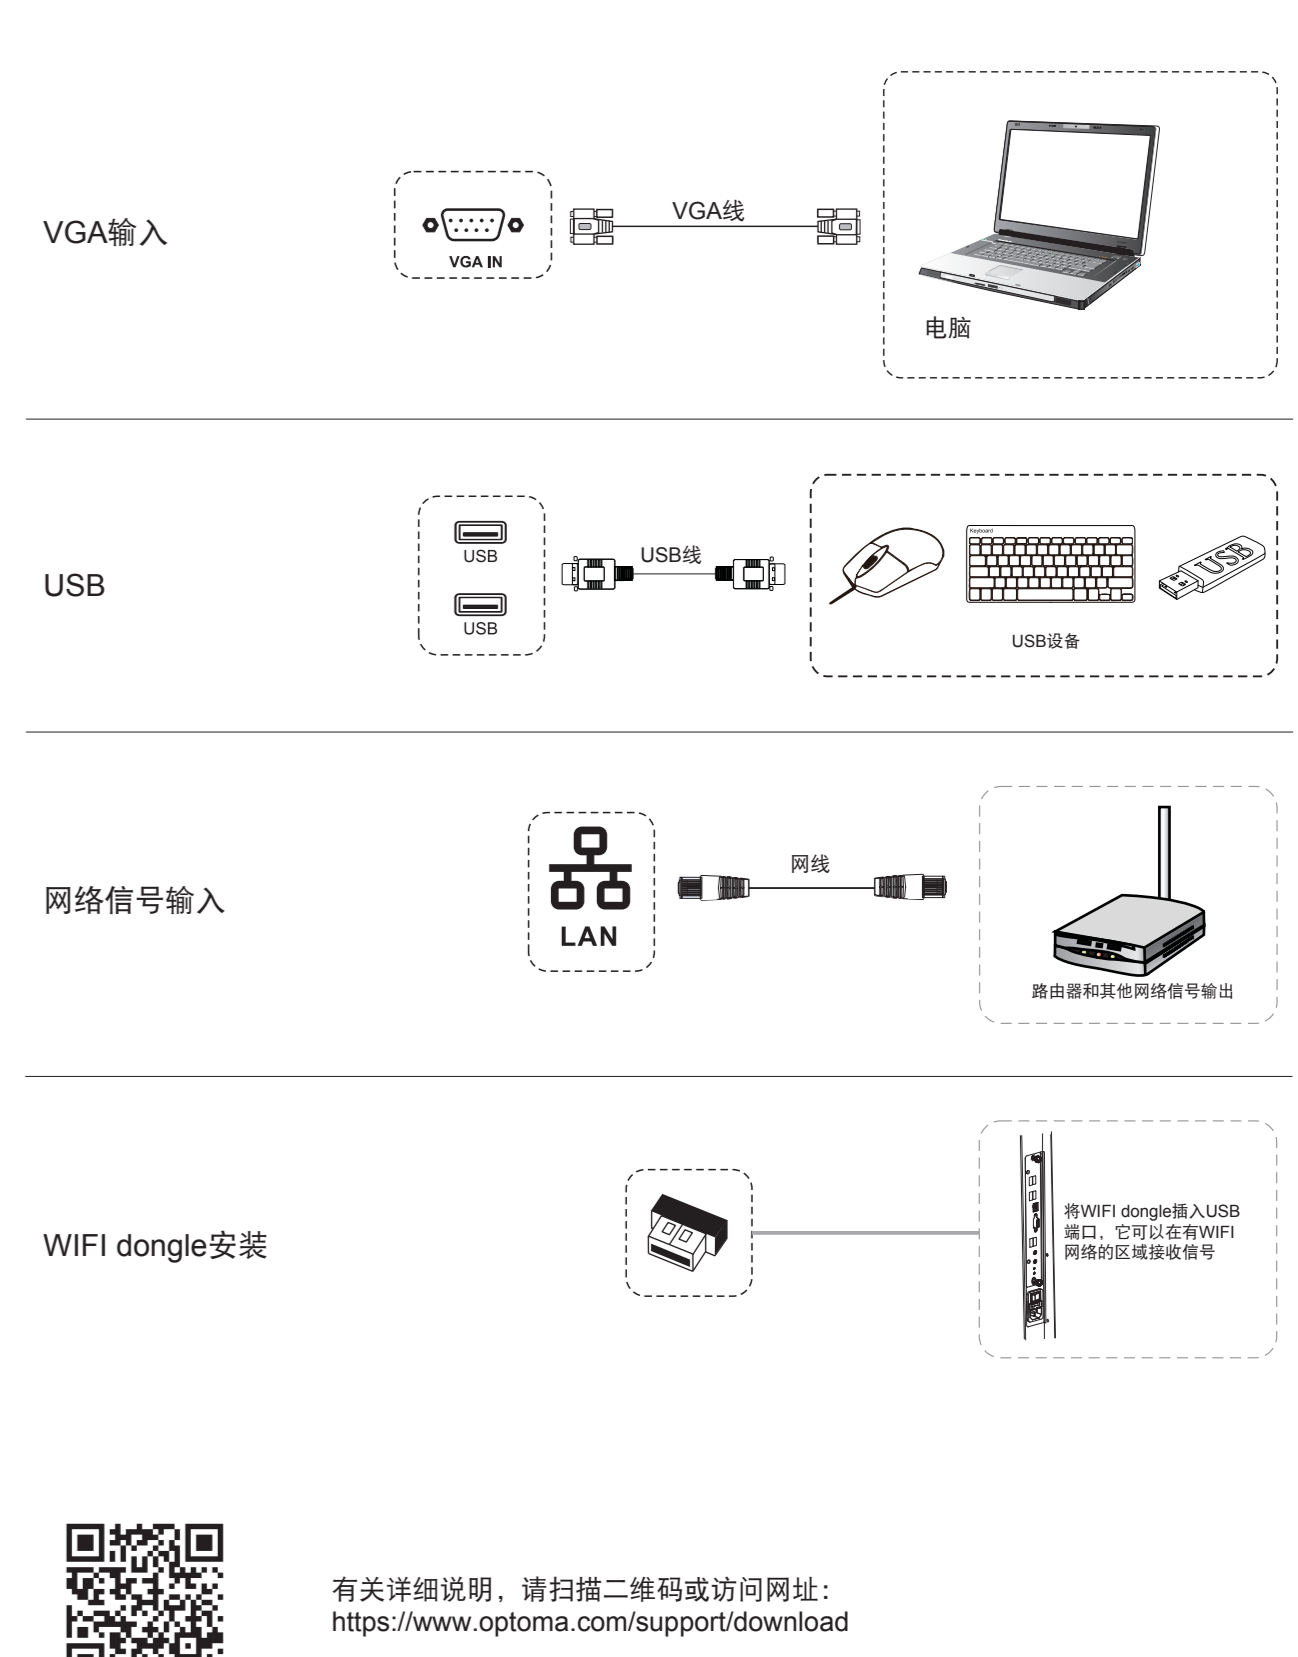 VGA输入
VGA IN
VGA线
电脑
USB
USB
USB
USB线
Keyboard
USB
USB设备
网络信号输入
LAN
网线
路由器和其他网络信号输出
WIFI dongle安装
将WIFI dongle插入USB
端口，它可以在有WIFI
网络的区域接收信号
有关详细说明，请扫描二维码或访问网址：
https://www.optoma.com/support/download